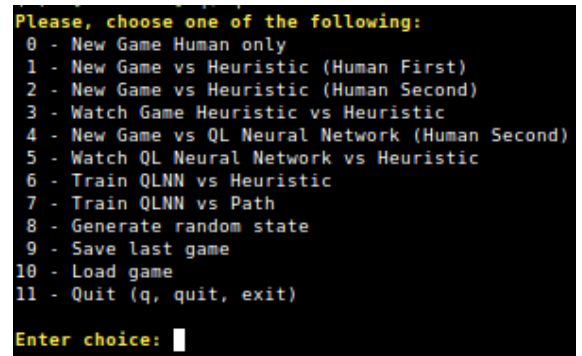 Please, choose one of the following:
0 - New Game Human only
1 - New Game vs Heuristic (Human First)
2 - New Game vs Heuristic (Human Second)
3 - Watch Game Heuristic vs Heuristic
4 - New Game vs QL Neural Network (Human Second)
5 - Watch QL Neural Network vs Heuristic
6 - Train QLNN vs Heuristic
7 - Train QLNN vs Path
8 - Generate random state
9 - Save last game
10 - Load game
11 - Quit (q, quit, exit)
Enter choice: